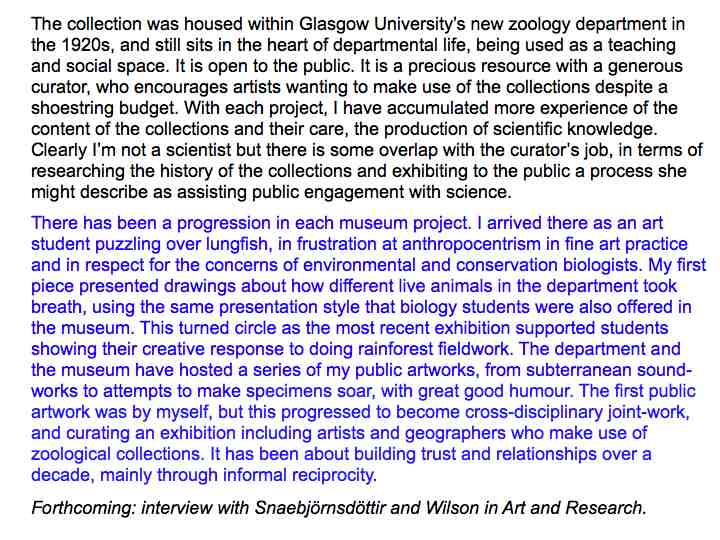 The collection was housed within Glasgow University's new zoology department in
the 1920s, and still sits in the heart of departmental life, being used as a teaching
and social space. It is open to the public. It is a precious resource with a generous
curator, who encourages artists wanting to make use of the collections despite a
shoestring budget. With each project, I have accumulated more experience of the
content of the collections and their care, the production of scientific knowledge.
Clearly I'm not a scientist but there is some overlap with the curator's job, in terms of
researching the history of the collections and exhibiting to the public a process she
might describe as assisting public engagement with science.
There has been a progression in each museum project. I arrived there as an art
student puzzling over lungfish, in frustration at anthropocentrism in fine art practice
and in respect for the concerns of environmental and conservation biologists. My first
piece presented drawings about how different live animals in the department took
breath, using the same presentation style that biology students were also offered in
the museum. This turned circle as the most recent exhibition supported students
showing their creative response to doing rainforest fieldwork. The department and
the museum have hosted a series of my public artworks, from subterranean sound-
works to attempts to make specimens soar, with great good humour. The first public
artwork was by myself, but this progressed to become cross-disciplinary joint-work,
and curating an exhibition including artists and geographers who make use of
zoological collections. It has been about building trust and relationships over a
decade, mainly through informal reciprocity.
Forthcoming: interview with Snaebjörnsdöttir and Wilson in Art and Research.